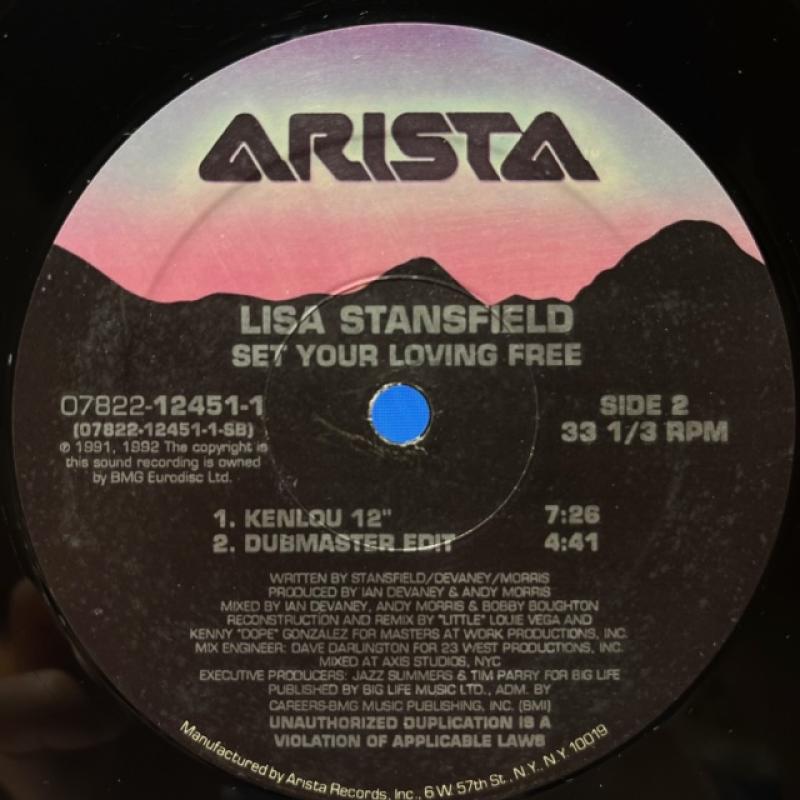 ARISTA
LISA STANSFIELD
SET YOUR LOVING FREE
07822-12451-1
(07822-12451-1-SB)
℗ 1991, 1992 The copyright in
this sound recording is owned
by BMG Eurodisc Ltd.
SIDE 2
33 1/3 RPM
1. KENLOU 12" 7:26
2. DUBMASTER EDIT 4:41
WRITTEN BY STANSFIELD/DEVANEY/MORRIS
PRODUCED BY IAN DEVANEY & ANDY MORRIS
MIXED BY IAN DEVANEY, ANDY MORRIS & BOBBY BOUGHTON
RECONSTRUCTION AND REMIX BY "LITTLE" LOUIE VEGA AND
KENNY "DOPE" GONZALEZ FOR MASTERS AT WORK PRODUCTIONS, INC.
MIX ENGINEER: DAVE DARLINGTON FOR 23 WEST PRODUCTIONS, INC.
MIXED AT AXIS STUDIOS, NYC
EXECUTIVE PRODUCERS: JAZZ SUMMERS & TIM PARRY FOR BIG LIFE
PUBLISHED BY BIG LIFE MUSIC LTD., ADM. BY
CAREERS-BMG MUSIC PUBLISHING, INC. (BMI)
UNAUTHORIZED DUPLICATION IS A
VIOLATION OF APPLICABLE LAWS
Manufactured by Arista Records, Inc., 6 W. 57th St., N.Y., N.Y. 10019